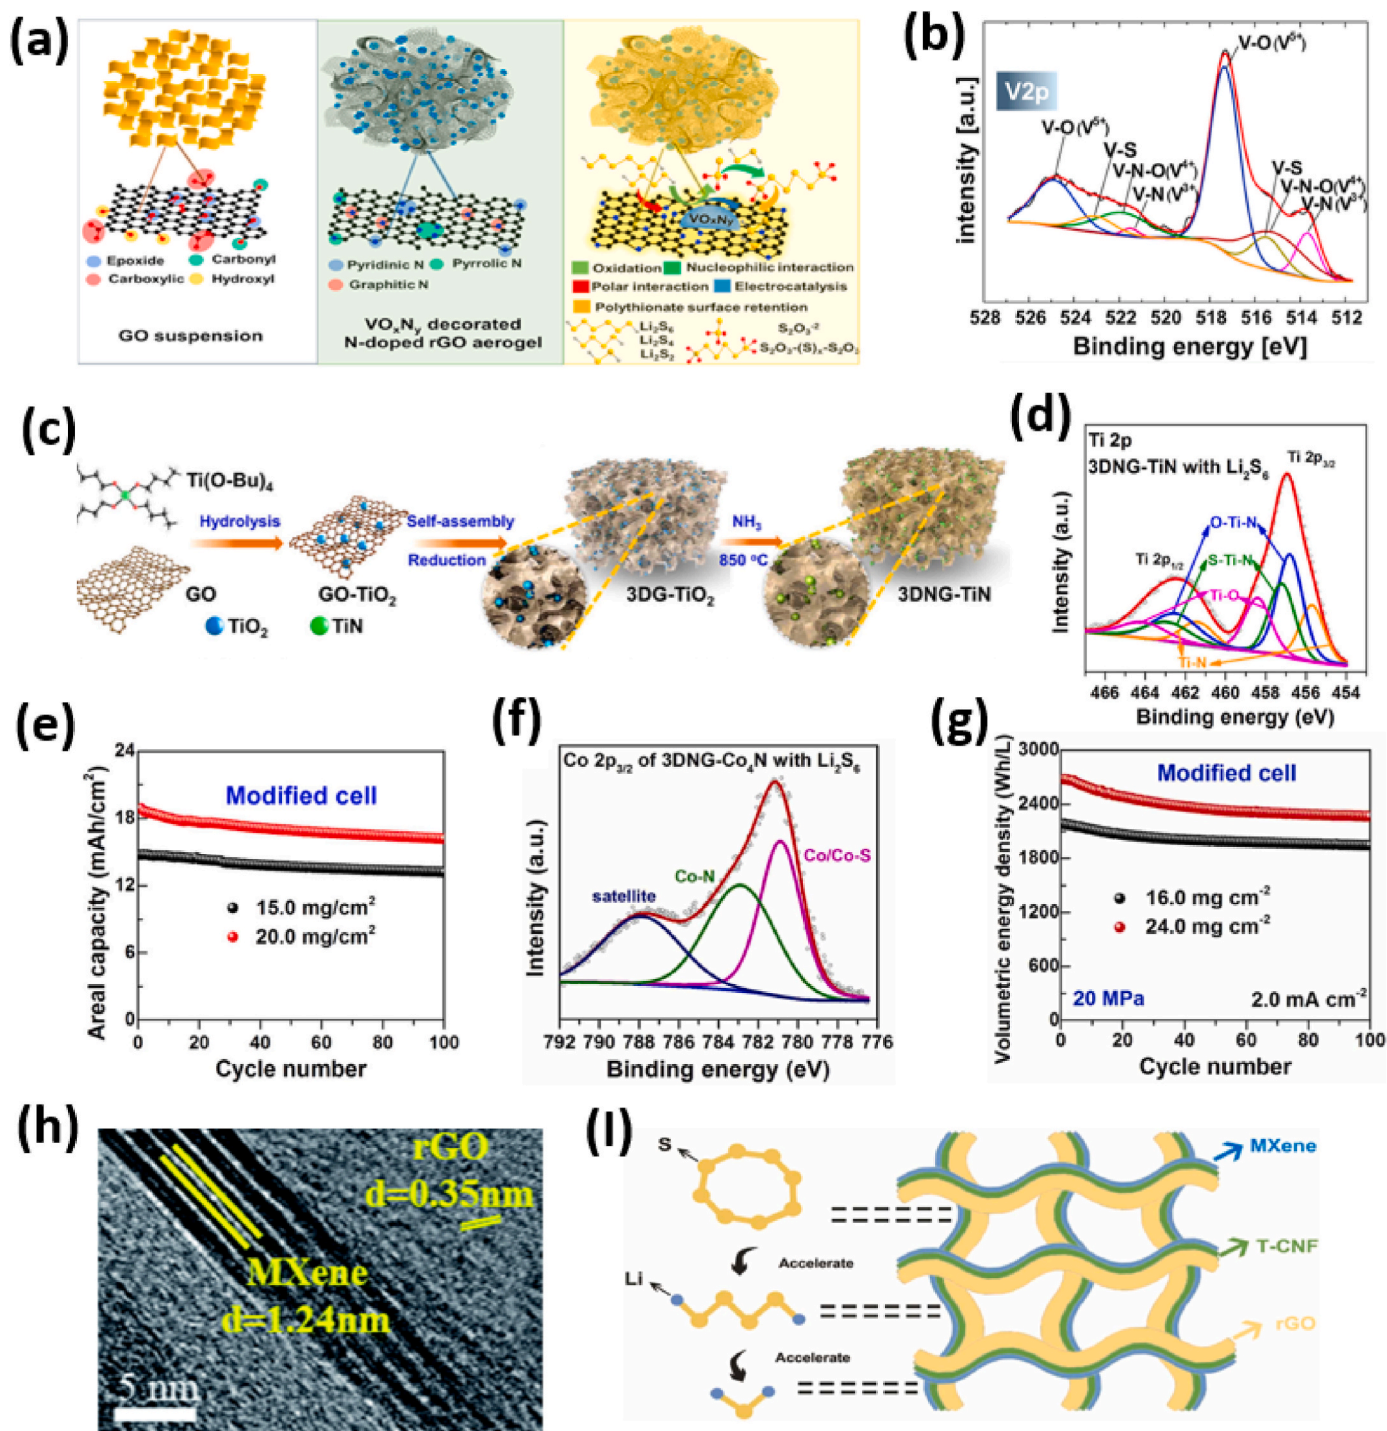 (a)
Epoxide Carbonyl
Carboxylic Hydroxyl
GO suspension
Pyridinic N Pyrrolic N
Graphitic N
VOxNy decorated
N-doped rGO aerogel
VOxNy
Oxidation Nucleophilic interaction
Polar interaction Electrocatalysis
Polythionate surface retention
Li2S6
Li2S4
Li2S2
S2O3-2
S2O3-(S)x-S2O3
(b)
V2p
V-O (V5+)
V-S
V-N-O(V4+)
V-N (V3+)
V-O (V5+)
V-S
V-N-O(V4+)
V-N (V3+)
intensity [a.u.]
528 526 524 522 520 518 516 514 512
Binding energy [eV]
(c)
Ti(O-Bu)4
GO
Hydrolysis
GO-TiO2
Self-assembly
Reduction
3DG-TiO2
NH3
850 °C
3DNG-TiN
TiO2 TiN
(d)
Ti 2p
3DNG-TiN with Li2S6
Ti 2p3/2
O-Ti-N
Ti 2p1/2
S-Ti-N
Ti-O
Ti-N
Intensity (a.u.)
466 464 462 460 458 456 454
Binding energy (eV)
(e)
Areal capacity (mAh/cm2)
24
18
12
6
0
Modified cell
15.0 mg/cm2
20.0 mg/cm2
0 20 40 60 80 100
Cycle number
(f)
Co 2p3/2 of 3DNG-Co4N with Li2S6
Co/Co-S
Co-N
satellite
Intensity (a.u.)
792 790 788 786 784 782 780 778 776
Binding energy (eV)
(g)
Volumetric energy density (Wh/L)
3000
2400
1800
1200
600
0
Modified cell
16.0 mg cm-2
24.0 mg cm-2
20 MPa 2.0 mA cm-2
0 20 40 60 80 100
Cycle number
(h)
rGO
d=0.35nm
MXene
d=1.24nm
5 nm
(I)
S
Accelerate
Li
Accelerate
MXene
T-CNF
rGO